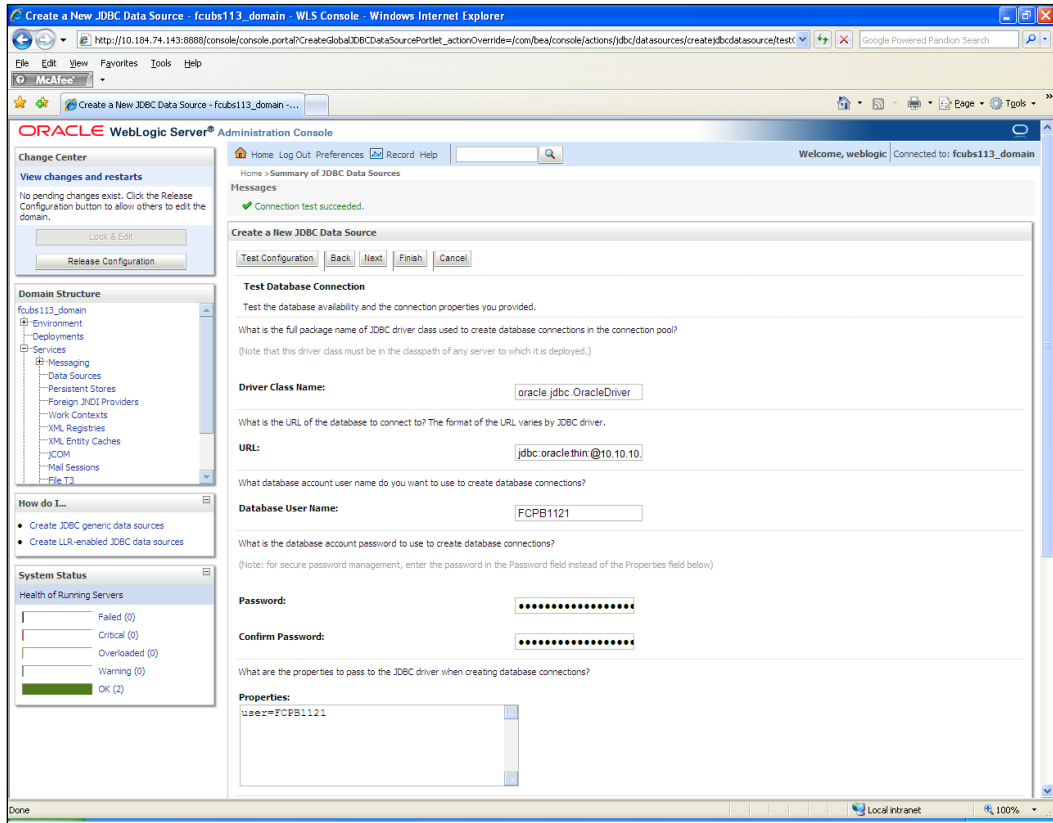 Create a New JDBC Data Source - fcubs113_domain - WLS Console - Windows Internet Explorer
http://10.184.74.143:8888/console/console.portal?CreateGlobalJDBCDataSourcePortlet_actionOverride=/com/bea/console/actions/jdbc/datasources/createjdbcdatasource/test(
Google Powered Pandion Search
File Edit View Favorites Tools Help
McAfee
Create a New JDBC Data Source - fcubs113_domain -...
Page Tools
ORACLE WebLogic Server® Administration Console
Change Center
View changes and restarts
No pending changes exist. Click the Release
Configuration button to allow others to edit the
domain.
Lock & Edit
Release Configuration
Domain Structure
fcubs113_domain
Environment
Deployments
Services
Messaging
Data Sources
Persistent Stores
Foreign JNDI Providers
Work Contexts
XML Registries
XML Entity Caches
jCOM
Mail Sessions
File T3
How do I...
Create JDBC generic data sources
Create LLR-enabled JDBC data sources
System Status
Health of Running Servers
Failed (0)
Critical (0)
Overloaded (0)
Warning (0)
OK (2)
Home Log Out Preferences Record Help
Welcome, weblogic Connected to: fcubs113_domain
Home >Summary of JDBC Data Sources
Messages
Connection test succeeded.
Create a New JDBC Data Source
Test Configuration Back Next Finish Cancel
Test Database Connection
Test the database availability and the connection properties you provided.
What is the full package name of JDBC driver class used to create database connections in the connection pool?
(Note that this driver class must be in the classpath of any server to which it is deployed.)
Driver Class Name: oracle.jdbc.OracleDriver
What is the URL of the database to connect to? The format of the URL varies by JDBC driver.
URL: jdbc:oracle:thin:@10.10.10.
What database account user name do you want to use to create database connections?
Database User Name: FCPB1121
What is the database account password to use to create database connections?
(Note: for secure password management, enter the password in the Password field instead of the Properties field below)
Password:
Confirm Password:
What are the properties to pass to the JDBC driver when creating database connections?
Properties:
user=FCPB1121
Done
Local intranet
100%